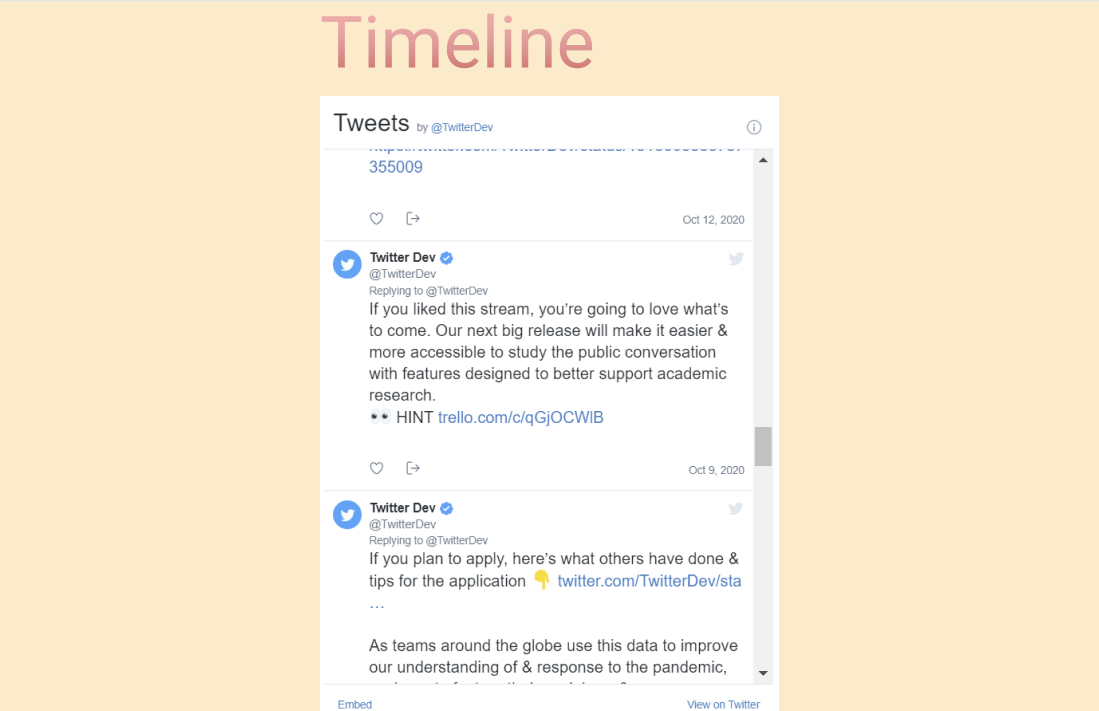 Timeline
Tweets by @TwitterDev
355009
Oct 12, 2020
Twitter Dev
@TwitterDev
Replying to @TwitterDev
If you liked this stream, you’re going to love what’s
to come. Our next big release will make it easier &
more accessible to study the public conversation
with features designed to better support academic
research.
👀 HINT trello.com/c/qGjOCWlB
Oct 9, 2020
Twitter Dev
@TwitterDev
Replying to @TwitterDev
If you plan to apply, here’s what others have done &
tips for the application 👇 twitter.com/TwitterDev/sta
…
As teams around the globe use this data to improve
our understanding of & response to the pandemic,
Embed
View on Twitter